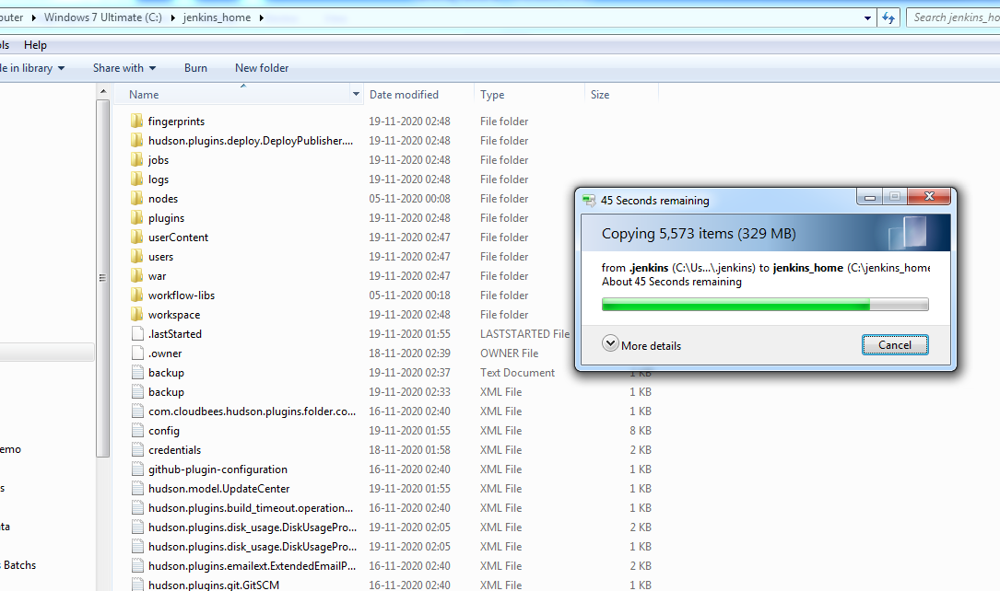 outer ▸ Windows 7 Ultimate (C:) ▸ jenkins_home ▸
Search jenkins_ho
ols Help
de in library Share with Burn New folder
Name Date modified Type Size
fingerprints 19-11-2020 02:48 File folder
hudson.plugins.deploy.DeployPublisher.... 19-11-2020 02:48 File folder
jobs 19-11-2020 02:48 File folder
logs 19-11-2020 02:48 File folder
nodes 05-11-2020 00:08 File folder
plugins 19-11-2020 02:48 File folder
userContent 19-11-2020 02:47 File folder
users 19-11-2020 02:47 File folder
war 19-11-2020 02:47 File folder
workflow-libs 05-11-2020 00:18 File folder
workspace 19-11-2020 02:48 File folder
.lastStarted 19-11-2020 01:55 LASTSTARTED File
.owner 18-11-2020 02:39 OWNER File
backup 19-11-2020 02:37 Text Document 1 KB
backup 19-11-2020 02:33 XML File 1 KB
com.cloudbees.hudson.plugins.folder.co... 16-11-2020 02:40 XML File 1 KB
config 19-11-2020 01:55 XML File 8 KB
credentials 18-11-2020 01:58 XML File 2 KB
github-plugin-configuration 16-11-2020 02:40 XML File 1 KB
hudson.model.UpdateCenter 19-11-2020 01:55 XML File 1 KB
hudson.plugins.build_timeout.operation... 16-11-2020 02:40 XML File 1 KB
hudson.plugins.disk_usage.DiskUsagePro... 19-11-2020 02:05 XML File 2 KB
hudson.plugins.disk_usage.DiskUsagePro... 19-11-2020 02:05 XML File 1 KB
hudson.plugins.emailext.ExtendedEmailP... 16-11-2020 02:40 XML File 2 KB
hudson.plugins.git.GitSCM 16-11-2020 02:40 XML File 1 KB
emo
s
ta
Batchs
45 Seconds remaining
Copying 5,573 items (329 MB)
from .jenkins (C:\Us...\.jenkins) to jenkins_home (C:\jenkins_home
About 45 Seconds remaining
More details
Cancel